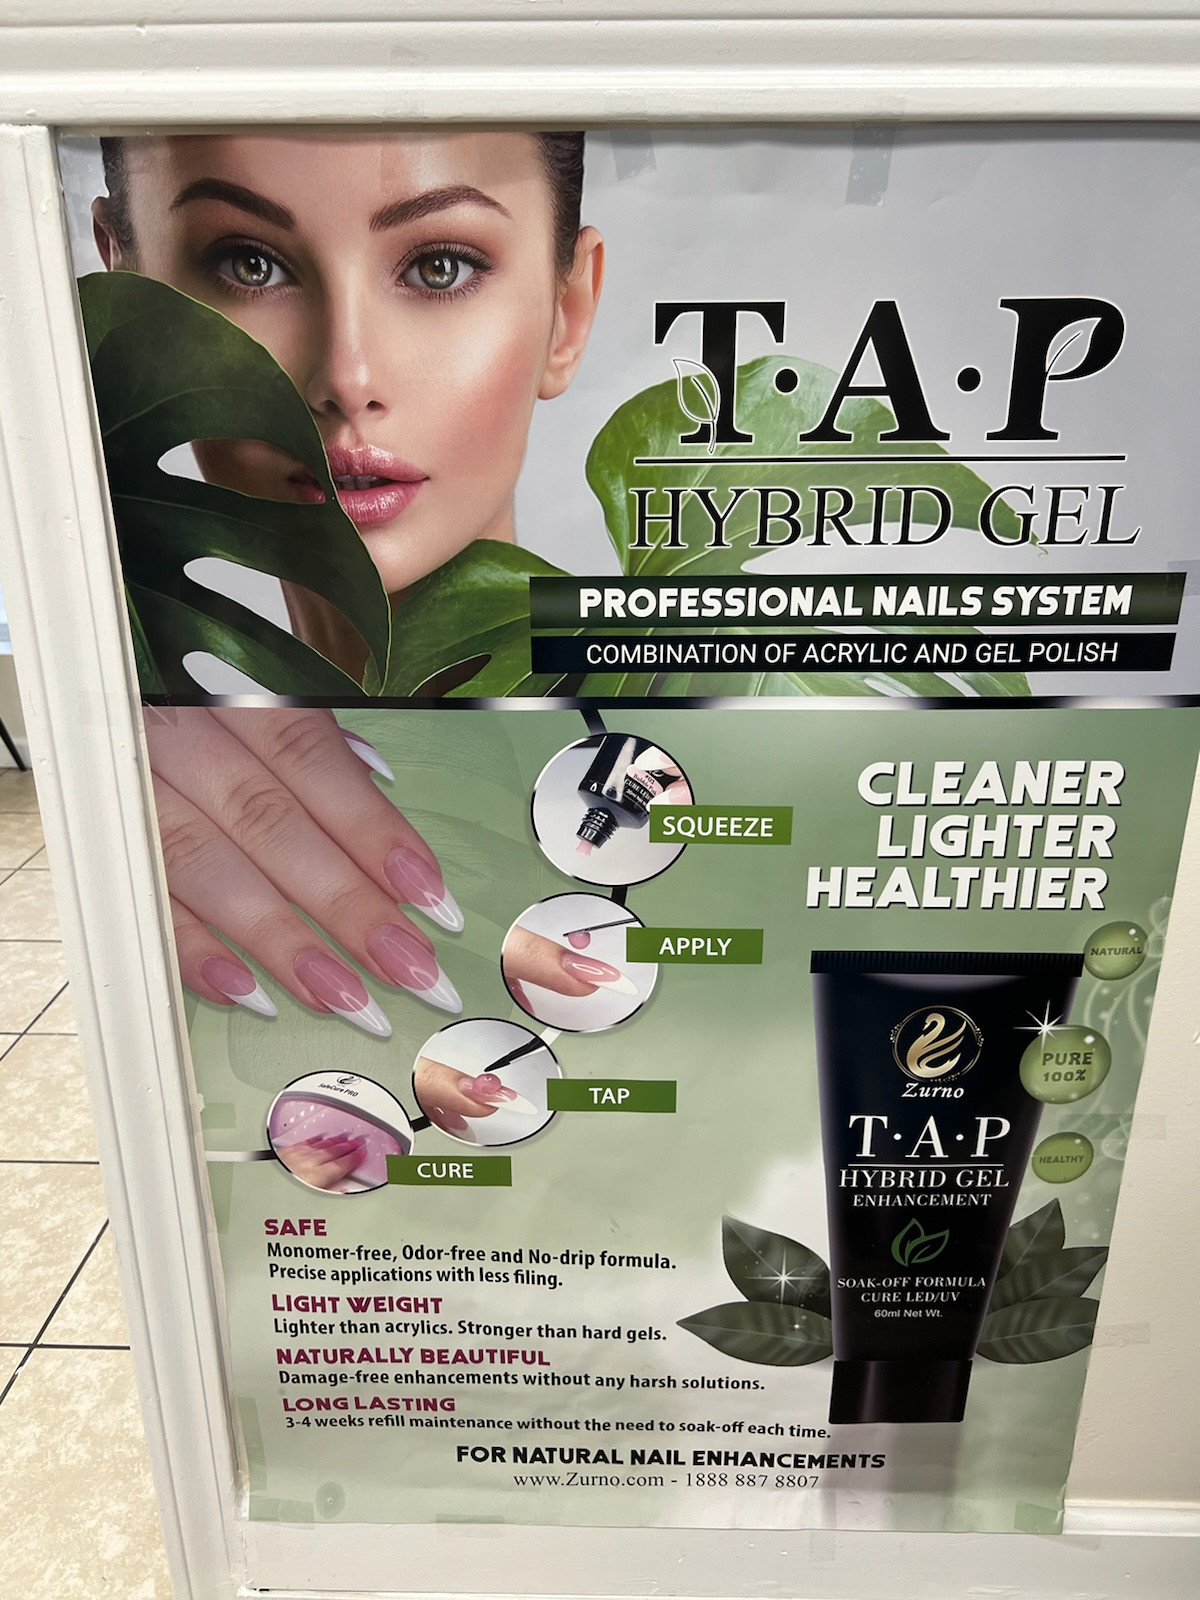 T·A·P
HYBRID GEL
PROFESSIONAL NAILS SYSTEM
COMBINATION OF ACRYLIC AND GEL POLISH
SQUEEZE
APPLY
TAP
SafeCure PRO
CURE
CLEANER
LIGHTER
HEALTHIER
NATURAL
PURE
100%
HEALTHY
Zurno
T·A·P
HYBRID GEL
ENHANCEMENT
SOAK-OFF FORMULA
CURE LED/UV
60ml Net Wt.
SAFE
Monomer-free, Odor-free and No-drip formula.
Precise applications with less filing.
LIGHT WEIGHT
Lighter than acrylics. Stronger than hard gels.
NATURALLY BEAUTIFUL
Damage-free enhancements without any harsh solutions.
LONG LASTING
3-4 weeks refill maintenance without the need to soak-off each time.
FOR NATURAL NAIL ENHANCEMENTS
www.Zurno.com - 1888 887 8807